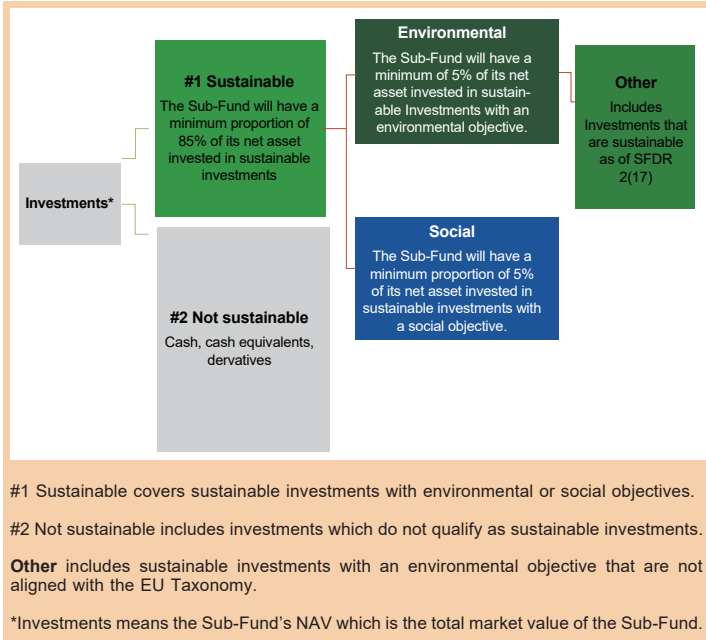 Investments*
#1 Sustainable
The Sub-Fund will have a
minimum proportion of
85% of its net asset
invested in sustainable
investments
#2 Not sustainable
Cash, cash equivalents,
dervatives
Environmental
The Sub-Fund will have a
minimum of 5% of its net
asset invested in sustain-
able Investments with an
environmental objective.
Social
The Sub-Fund will have a
minimum proportion of 5%
of its net asset invested in
sustainable investments with
a social objective.
Other
Includes
Investments that
are sustainable
as of SFDR
2(17)
#1 Sustainable covers sustainable investments with environmental or social objectives.
#2 Not sustainable includes investments which do not qualify as sustainable investments.
Other includes sustainable investments with an environmental objective that are not
aligned with the EU Taxonomy.
*Investments means the Sub-Fund's NAV which is the total market value of the Sub-Fund.